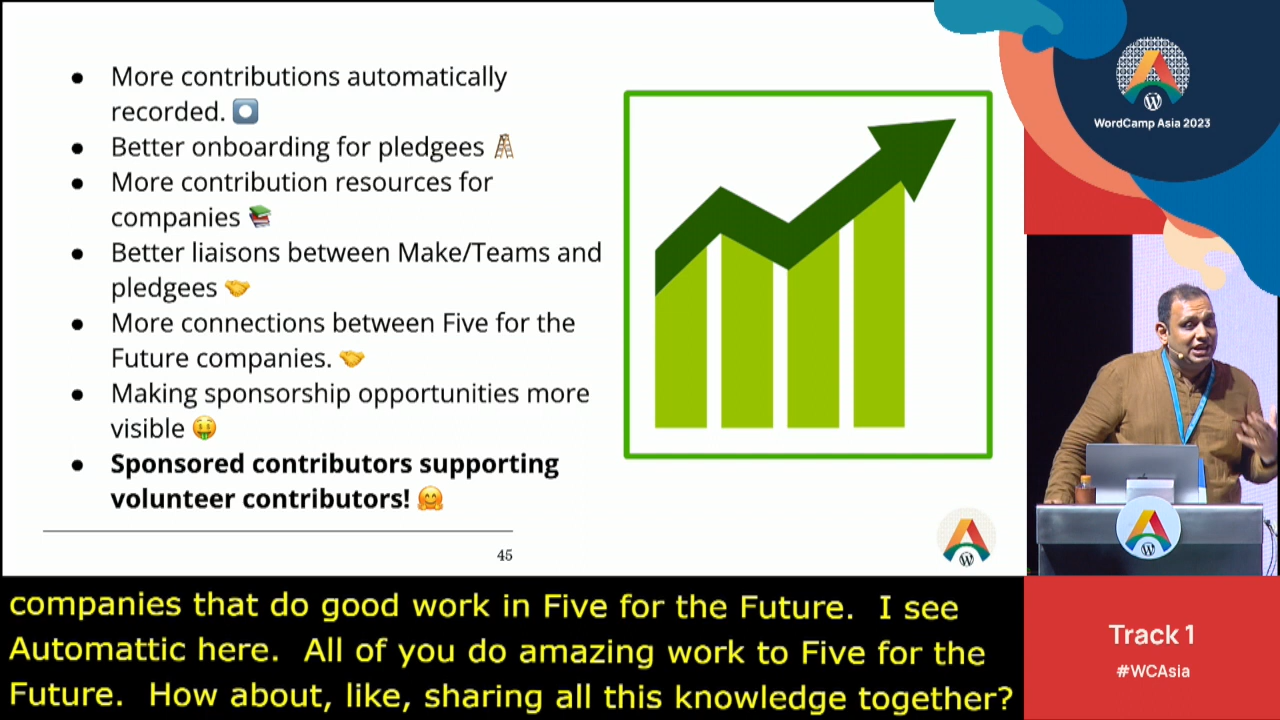 More contributions automatically
recorded.
Better onboarding for pledgees
More contribution resources for
companies
Better liaisons between Make/Teams and
pledgees
More connections between Five for the
Future companies.
Making sponsorship opportunities more
visible
Sponsored contributors supporting
volunteer contributors!
45
WordCamp Asia 2023
companies that do good work in Five for the Future. I see
Automattic here. All of you do amazing work to Five for the
Future. How about, like, sharing all this knowledge together?
Track 1
#WCAsia